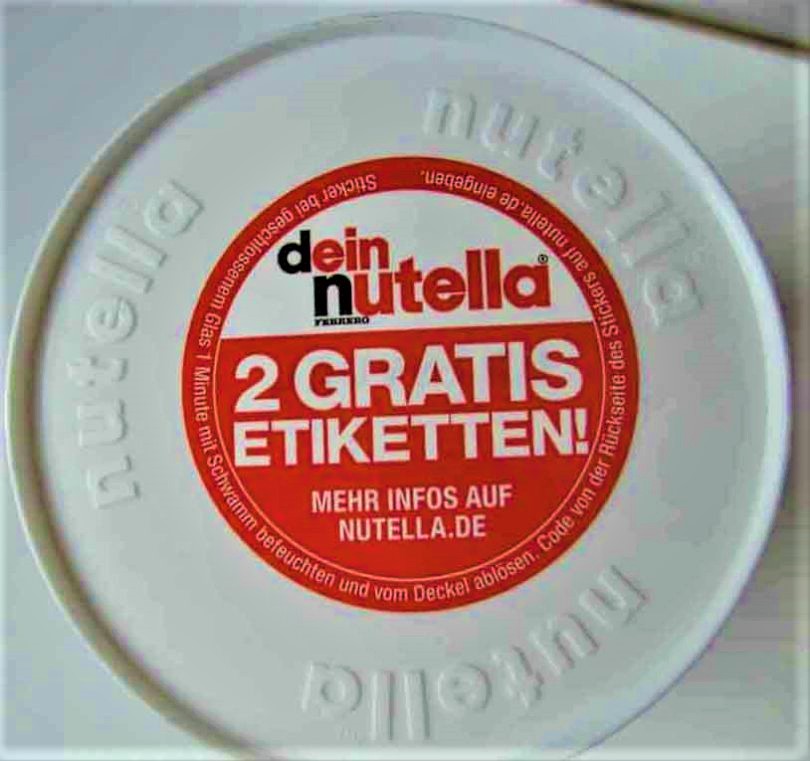 nutella
nutella
nutella
dein
nutella®
FERRERO
2 GRATIS
ETIKETTEN!
MEHR INFOS AUF
NUTELLA.DE
Sticker bei geschlossenem Glas 1 Minute mit Schwamm befeuchten und vom Deckel ablösen. Code von der Rückseite des Stickers auf nutella.de eingeben.